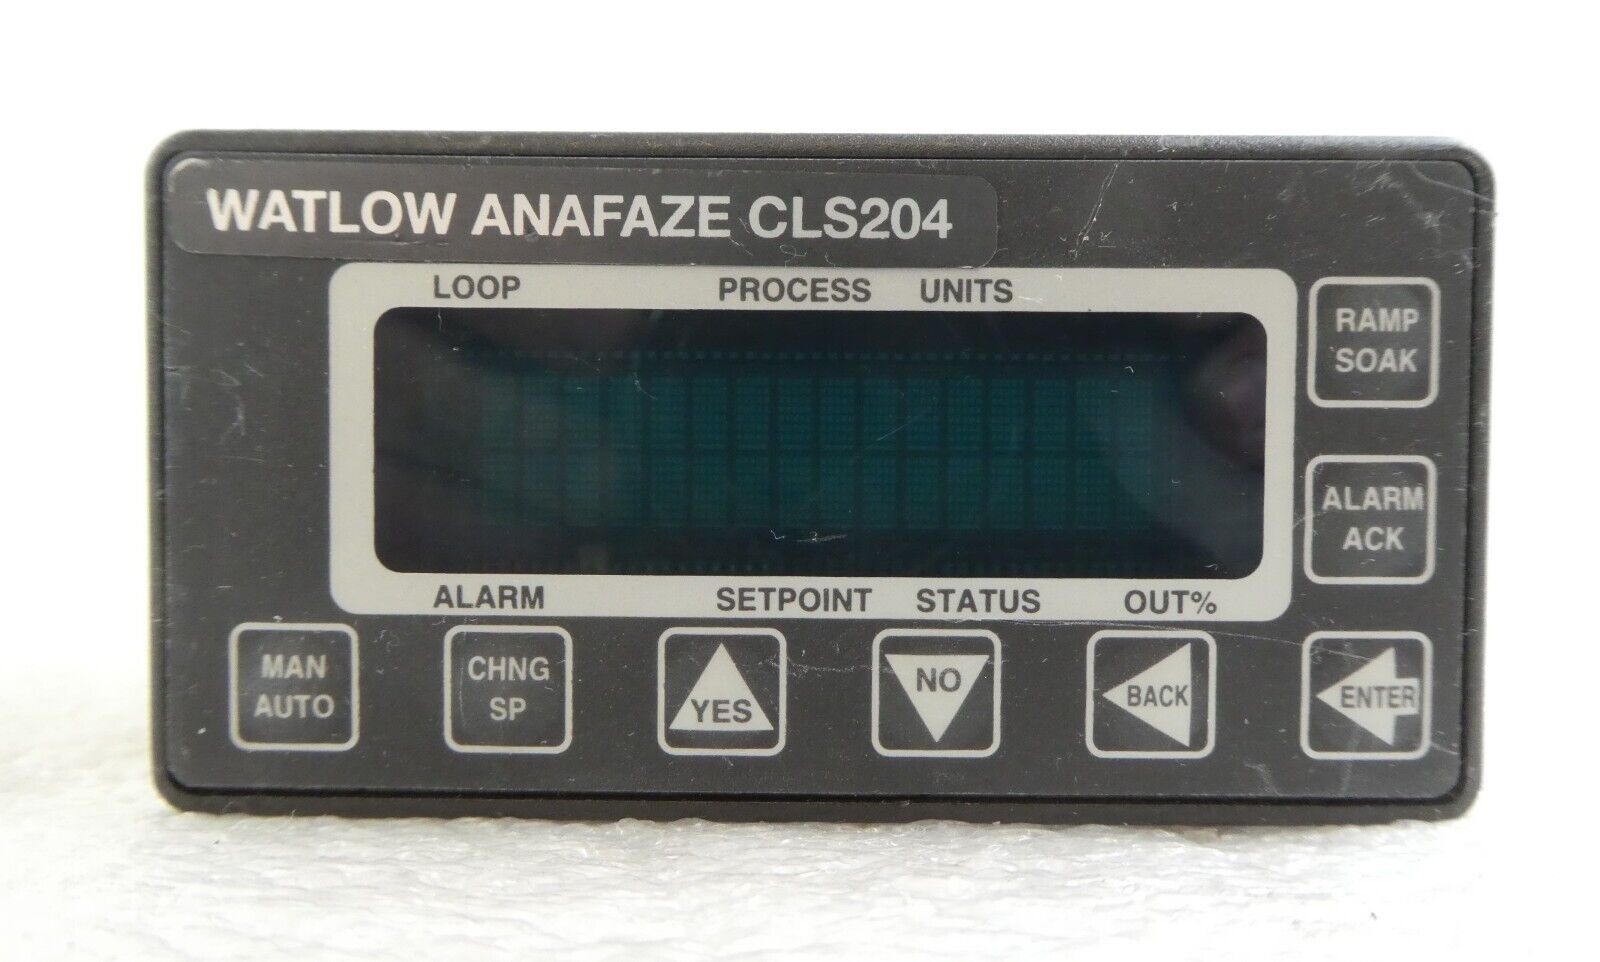 WATLOW ANAFAZE CLS204
LOOP PROCESS UNITS
RAMP
SOAK
ALARM
ACK
ALARM SETPOINT STATUS OUT%
MAN
AUTO
CHNG
SP
YES
NO
BACK
ENTER